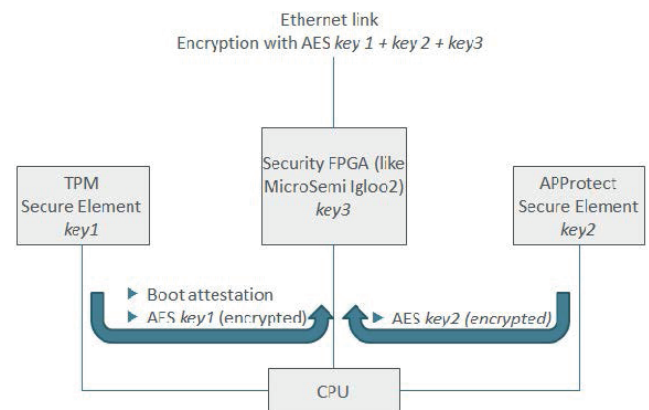 Ethernet link
Encryption with AES key 1 + key 2 + key3
Security FPGA (like
MicroSemi Igloo2)
key3
TPM
Secure Element
key1
APProtect
Secure Element
key2
Boot attestation
AES key1 (encrypted)
AES key2 (encrypted)
CPU